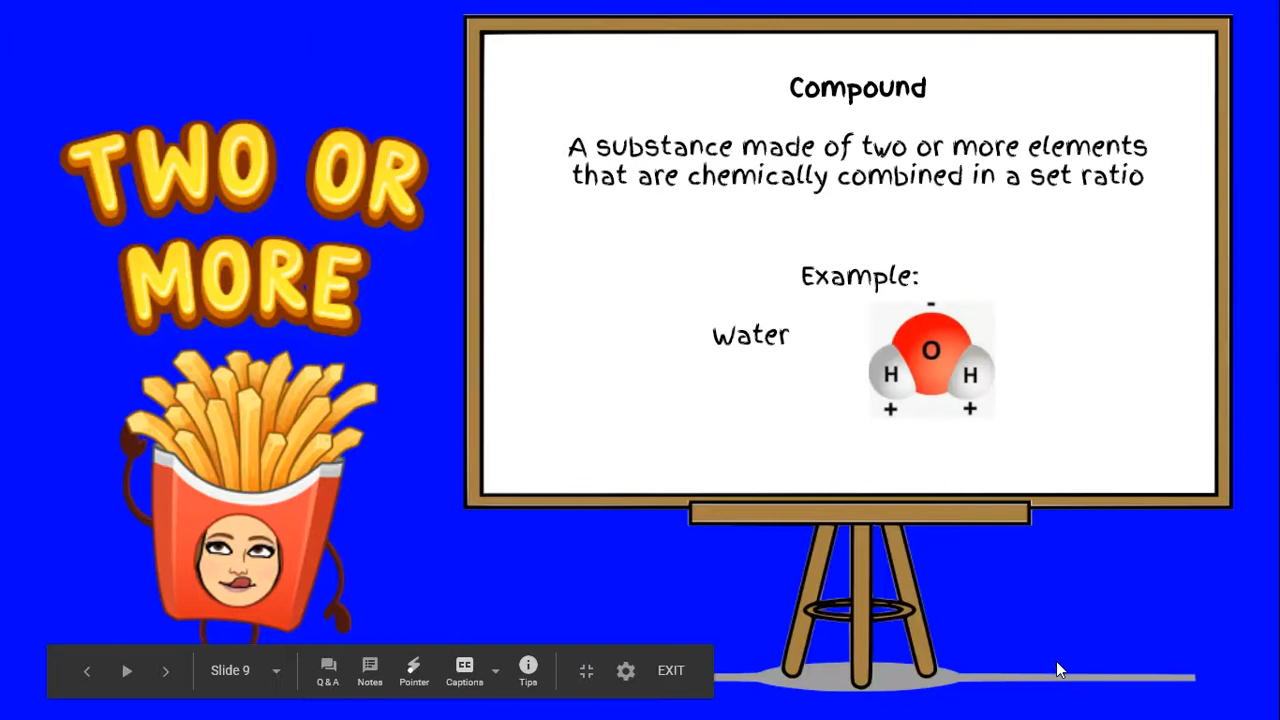 TWO OR
MORE
Compound
A substance made of two or more elements
that are chemically combined in a set ratio
Example:
Water
-
O
H H
+ +
Slide 9
Q & A Notes Pointer Captions Tips EXIT
CC